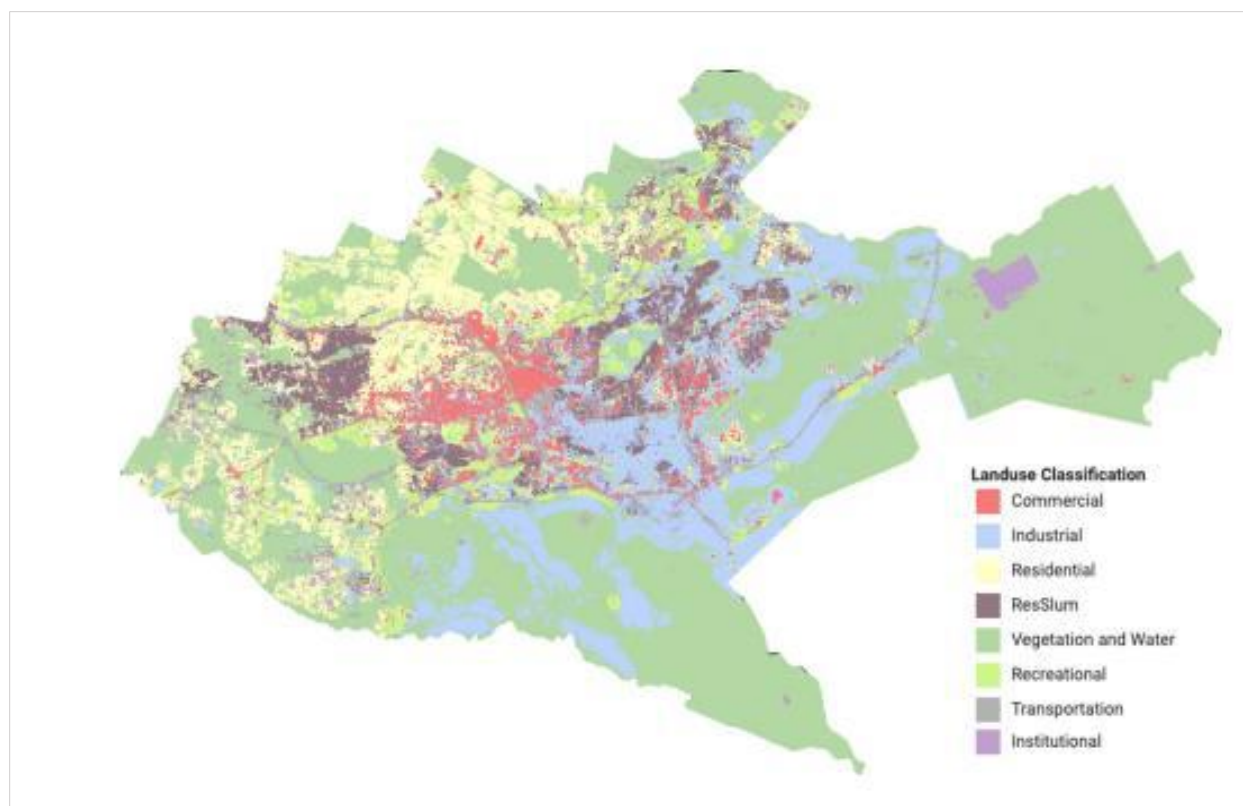 Landuse Classification
Commercial
Industrial
Residential
ResSlum
Vegetation and Water
Recreational
Transportation
Institutional